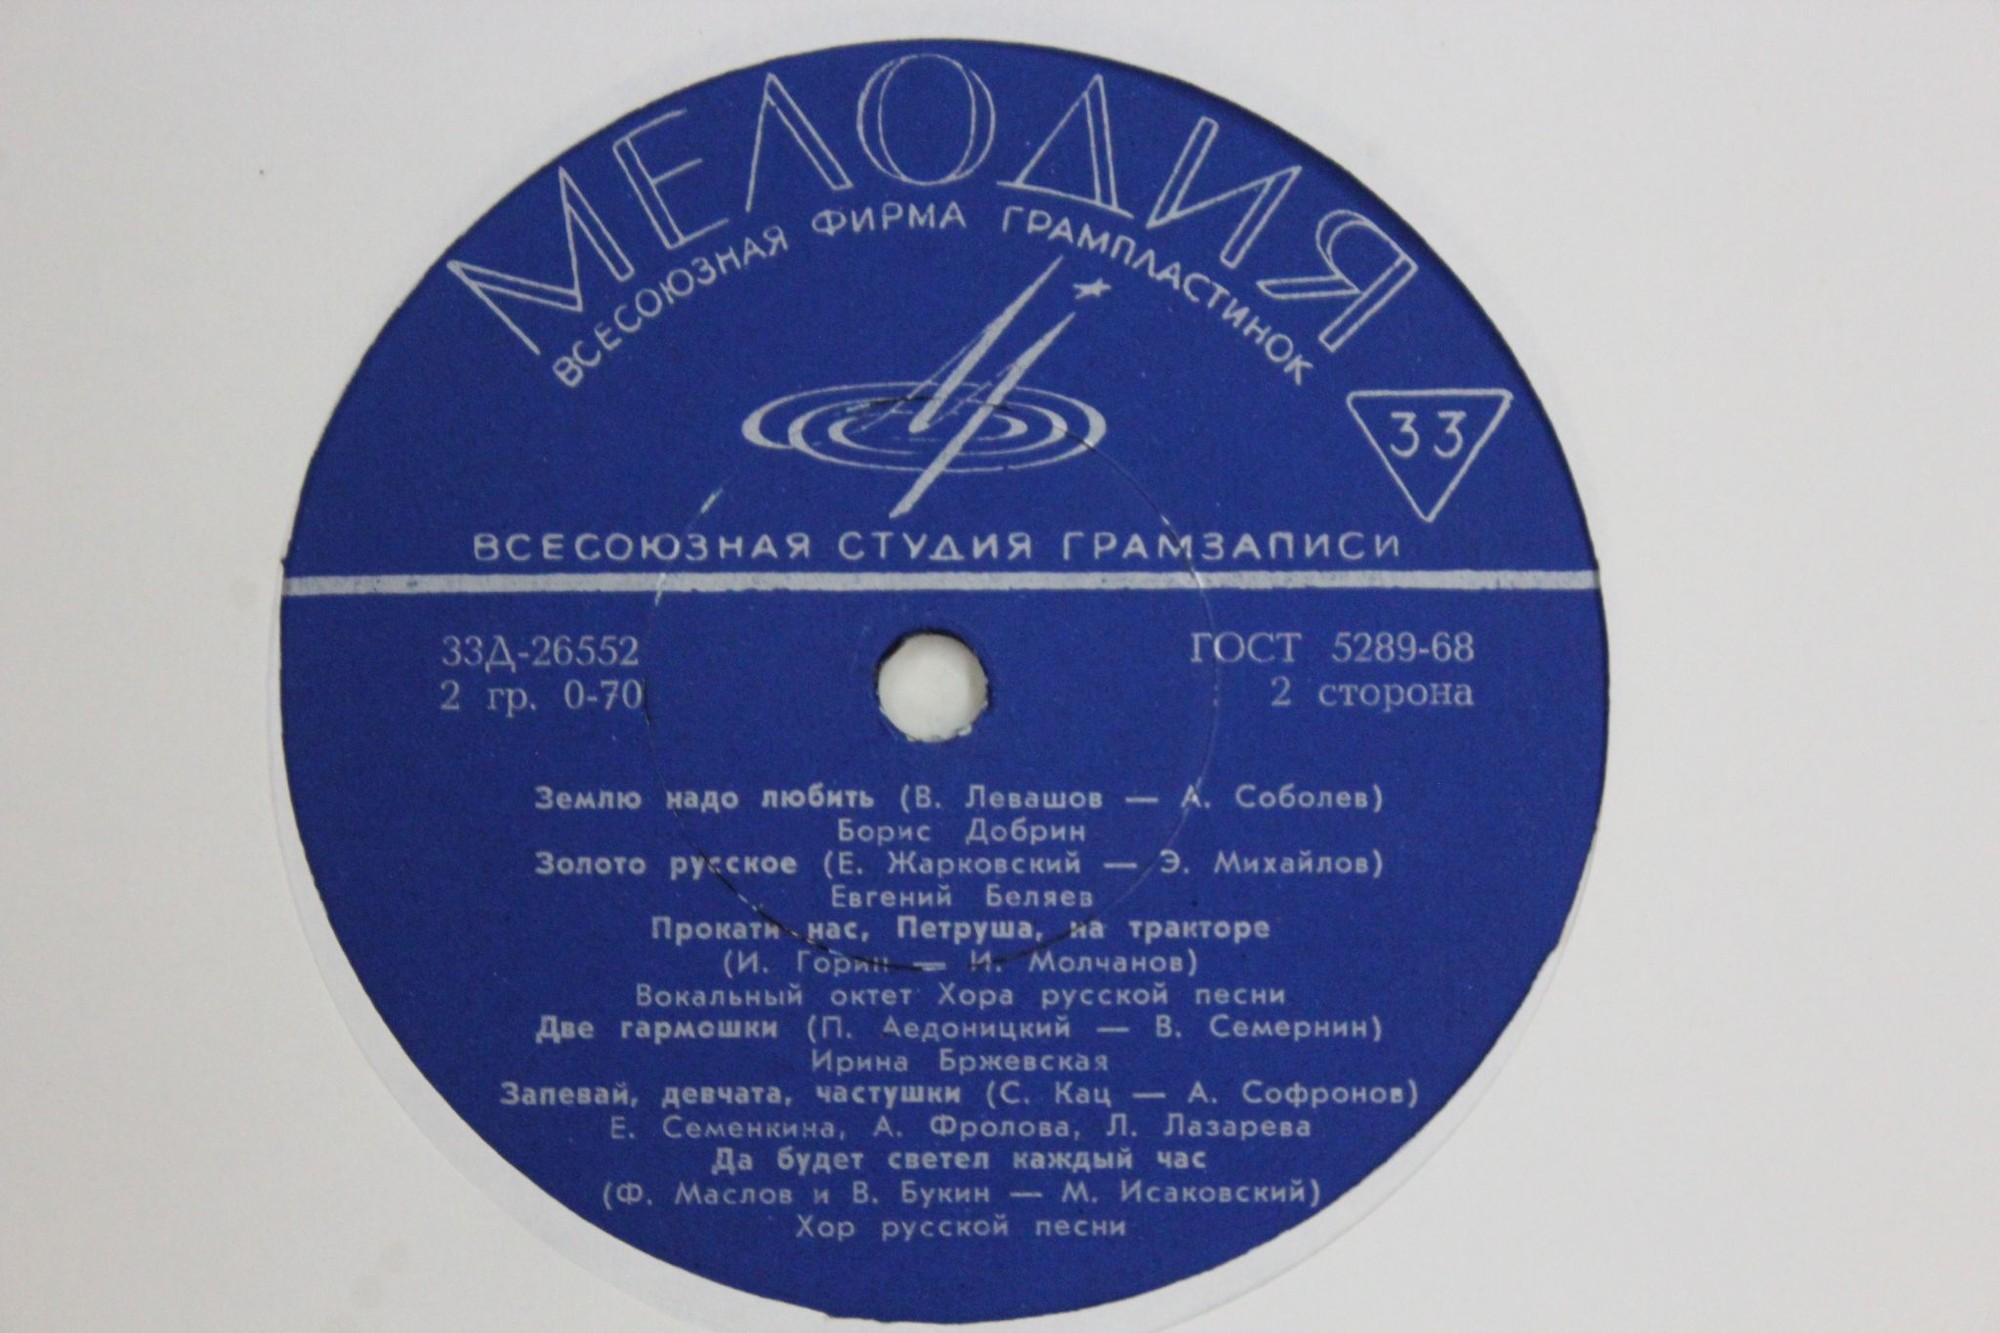 МЕЛОДИЯ
ВСЕСОЮЗНАЯ ФИРМА ГРАМПЛАСТИНОК
33
ВСЕСОЮЗНАЯ СТУДИЯ ГРАМЗАПИСИ
33Д-26552
2 гр. 0-70
ГОСТ 5289-68
2 сторона
Землю надо любить (В. Левашов — А. Соболев)
Борис Добрин
Золото русское (Е. Жарковский — Э. Михайлов)
Евгений Беляев
Прокати нас, Петруша, на тракторе
(И. Горин — И. Молчанов)
Вокальный октет Хора русской песни
Две гармошки (П. Аедоницкий — В. Семернин)
Ирина Бржевская
Запевай, девчата, частушки (С. Кац — А. Софронов)
Е. Семенкина, А. Фролова, Л. Лазарева
Да будет светел каждый час
(Ф. Маслов и В. Букин — М. Исаковский)
Хор русской песни